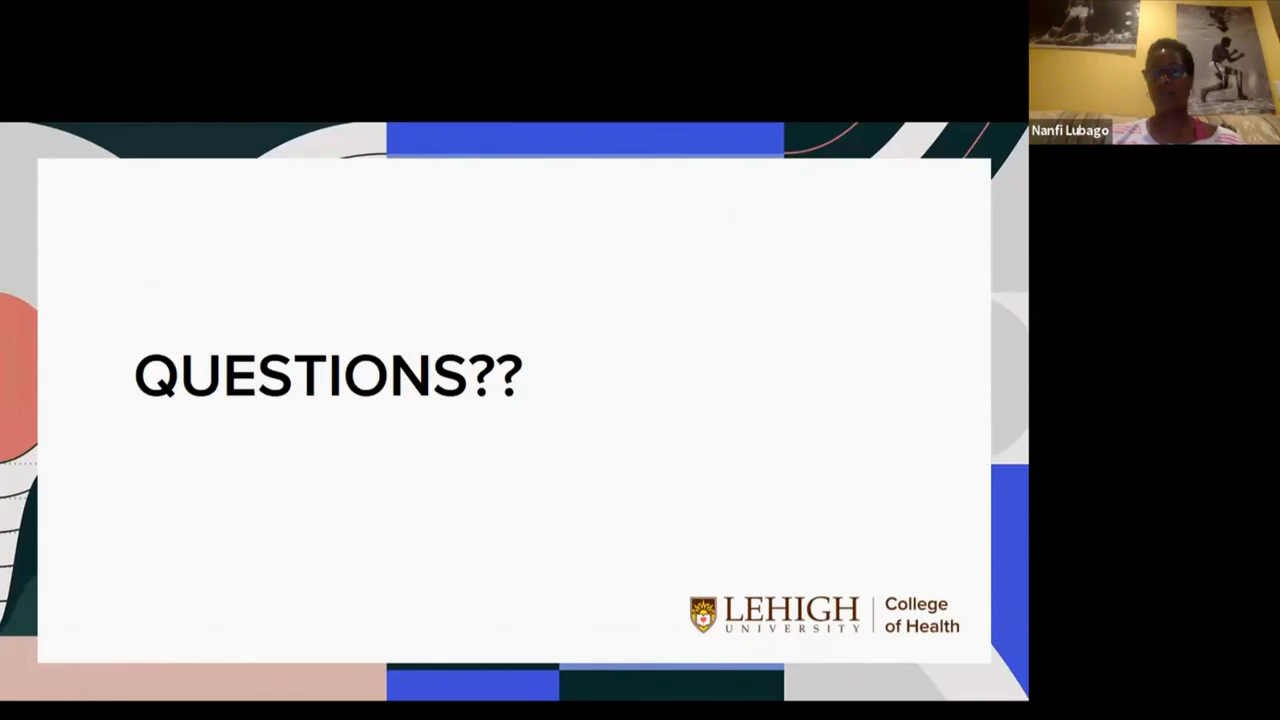 Nanfi Lubago
QUESTIONS??
LEHIGH
UNIVERSITY
College
of Health